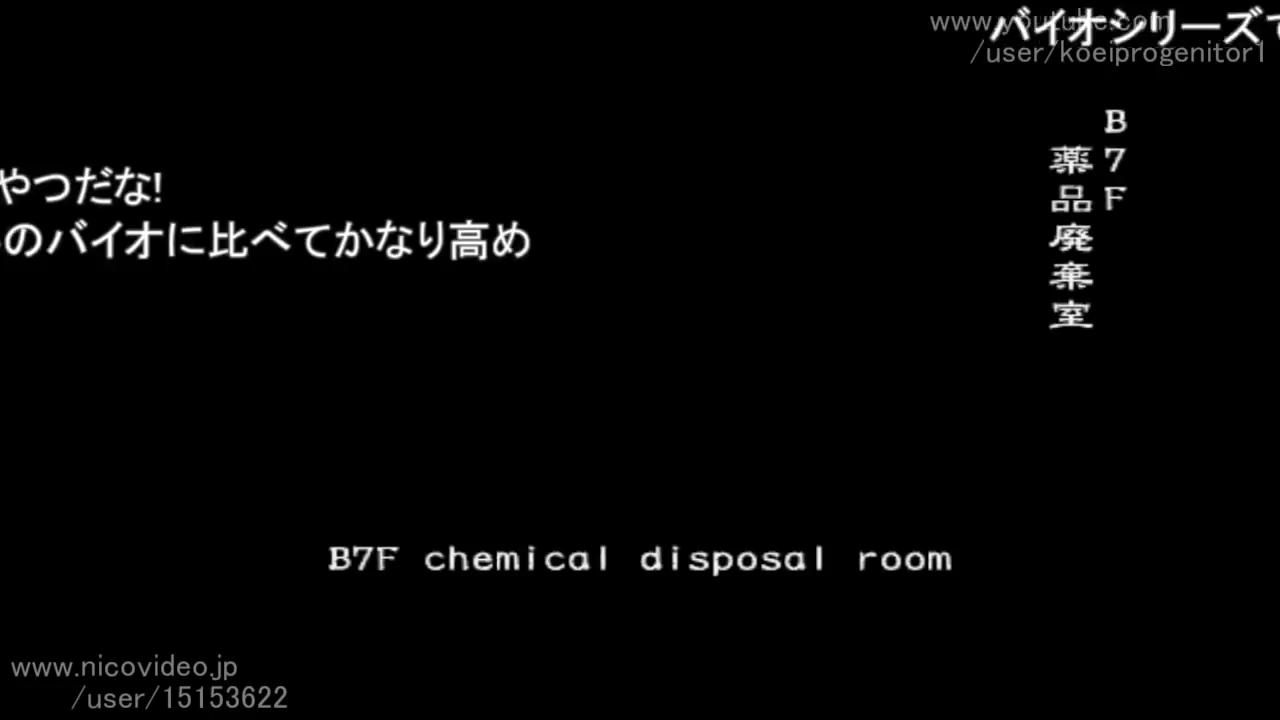 www.youtube.com
/user/koeiprogenitor1
バイオシリーズで
B7F
薬品廃棄室
やつだな!
のバイオに比べてかなり高め
B7F chemical disposal room
www.nicovideo.jp
/user/15153622